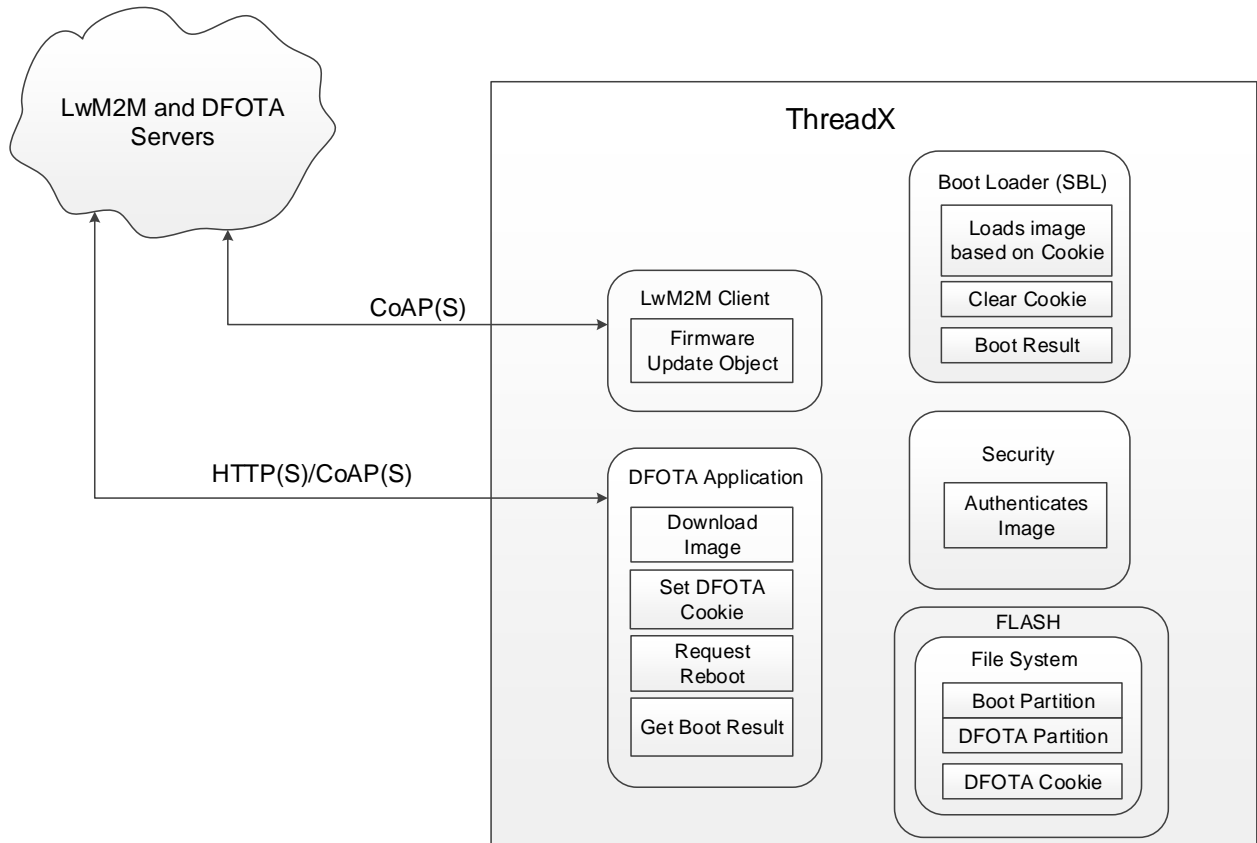 LwM2M and DFOTA
Servers
ThreadX
CoAP(S)
HTTP(S)/CoAP(S)
LwM2M Client
Firmware
Update Object
DFOTA Application
Download
Image
Set DFOTA
Cookie
Request
Reboot
Get Boot Result
Boot Loader (SBL)
Loads image
based on Cookie
Clear Cookie
Boot Result
Security
Authenticates
Image
FLASH
File System
Boot Partition
DFOTA Partition
DFOTA Cookie